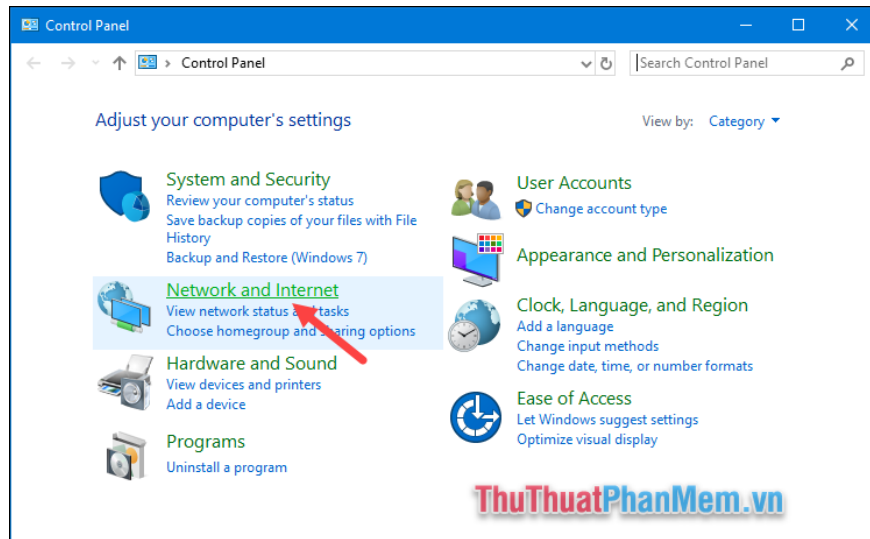 Control Panel
Control Panel
Search Control Panel
Adjust your computer's settings
View by: Category
System and Security
Review your computer's status
Save backup copies of your files with File
History
Backup and Restore (Windows 7)
Network and Internet
View network status and tasks
Choose homegroup and sharing options
Hardware and Sound
View devices and printers
Add a device
Programs
Uninstall a program
User Accounts
Change account type
Appearance and Personalization
Clock, Language, and Region
Add a language
Change input methods
Change date, time, or number formats
Ease of Access
Let Windows suggest settings
Optimize visual display
ThuThuatPhanMem.vn